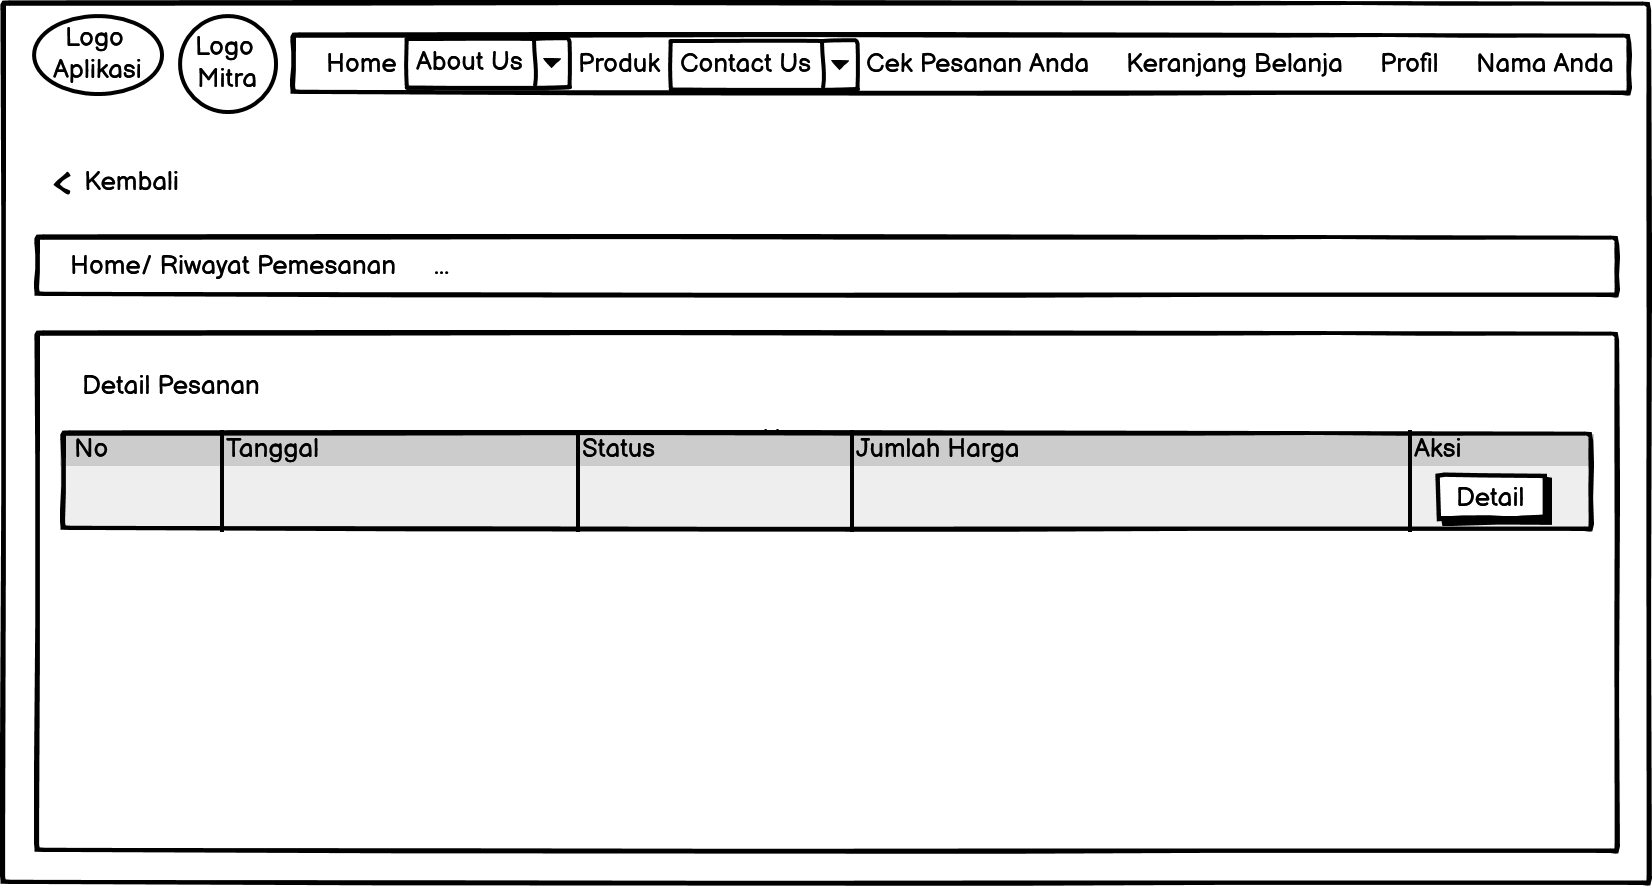 Logo
Aplikasi
Logo
Mitra
Home About Us Produk Contact Us Cek Pesanan Anda Keranjang Belanja Profil Nama Anda
Kembali
Home/ Riwayat Pemesanan ...
Detail Pesanan
No Tanggal Status Jumlah Harga Aksi
Detail